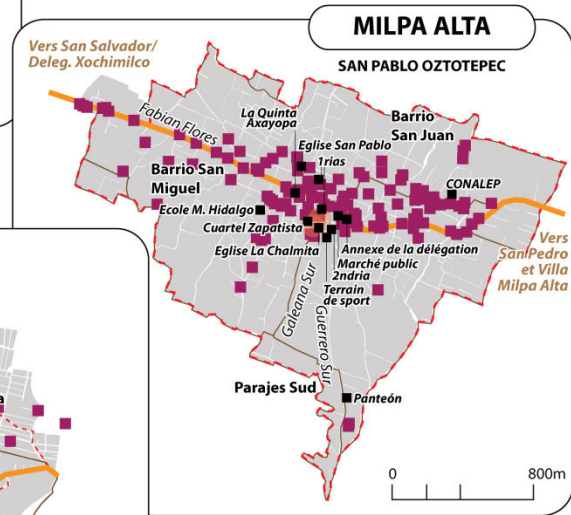 MILPA ALTA
SAN PABLO OZTOTEPEC
Vers San Salvador/
Deleg. Xochimilco
Fabian Flores
La Quinta
Axayopa
Eglise San Pablo
1rias
Barrio
San Juan
Barrio San
Miguel
CONALEP
Ecole M. Hidalgo
Cuartel Zapatista
Eglise La Chalmita
Annexe de la délégation
Marché public
2ndria
Terrain
de sport
Vers
San Pedro
et Villa
Milpa Alta
Galeana Sur
Guerrero Sur
Parajes Sud
Panteón
a
0 800m